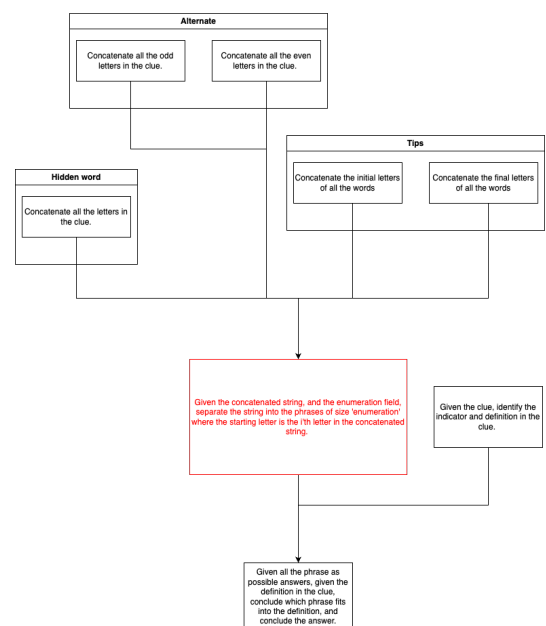 Alternate
Concatenate all the odd
letters in the clue.
Concatenate all the even
letters in the clue.
Tips
Concatenate the initial letters
of all the words
Concatenate the final letters
of all the words
Hidden word
Concatenate all the letters in
the clue.
Given the concatenated string, and the enumeration field,
separate the string into the phrases of size 'enumeration'
where the starting letter is the i'th letter in the concatenated
string.
Given the clue, identify the
indicator and definition in the
clue.
Given all the phrase as
possible answers, given the
definition in the clue,
conclude which phrase fits
into the definition, and
conclude the answer.